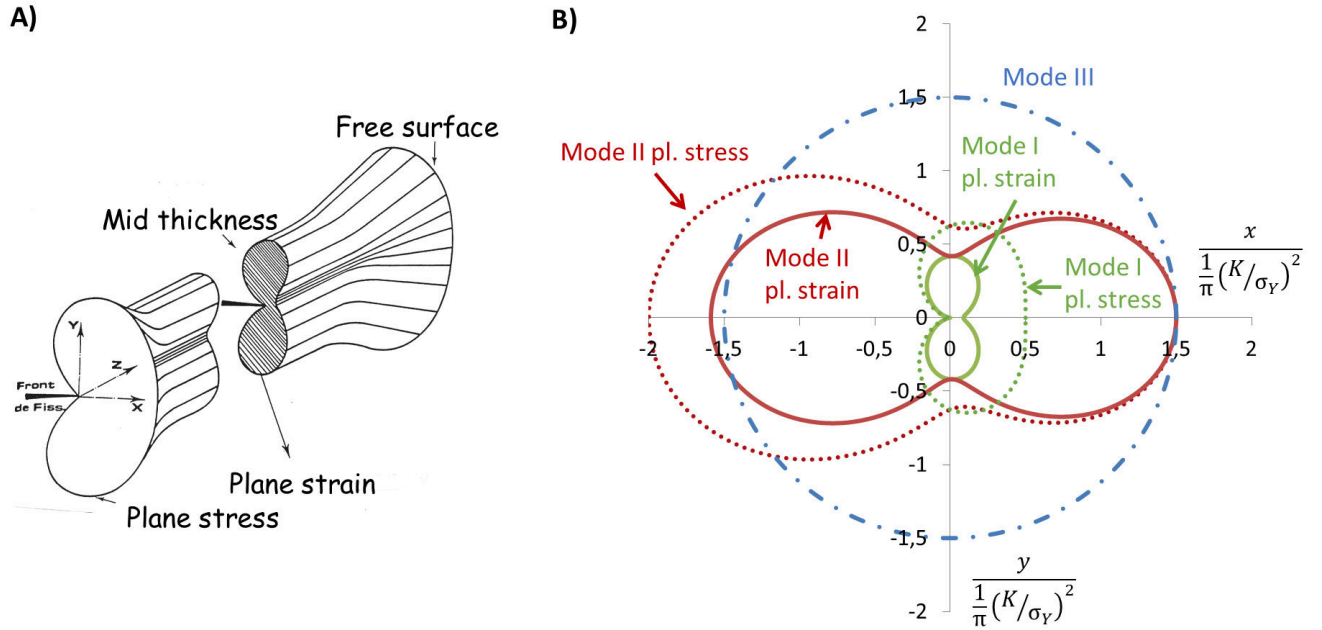 A)
Free surface
Mid thickness
Y
Z
X
Front
de Fiss.
Plane strain
Plane stress
B)
2
1,5
1
0,5
0
-0,5
-1
-1,5
-2
-2
-1,5
-1
-0,5
0
0,5
1
1,5
2
Mode III
Mode II pl. stress
Mode I
pl. strain
Mode II
pl. strain
Mode I
pl. stress
x
1/π (K/σY)²
y
1/π (K/σY)²